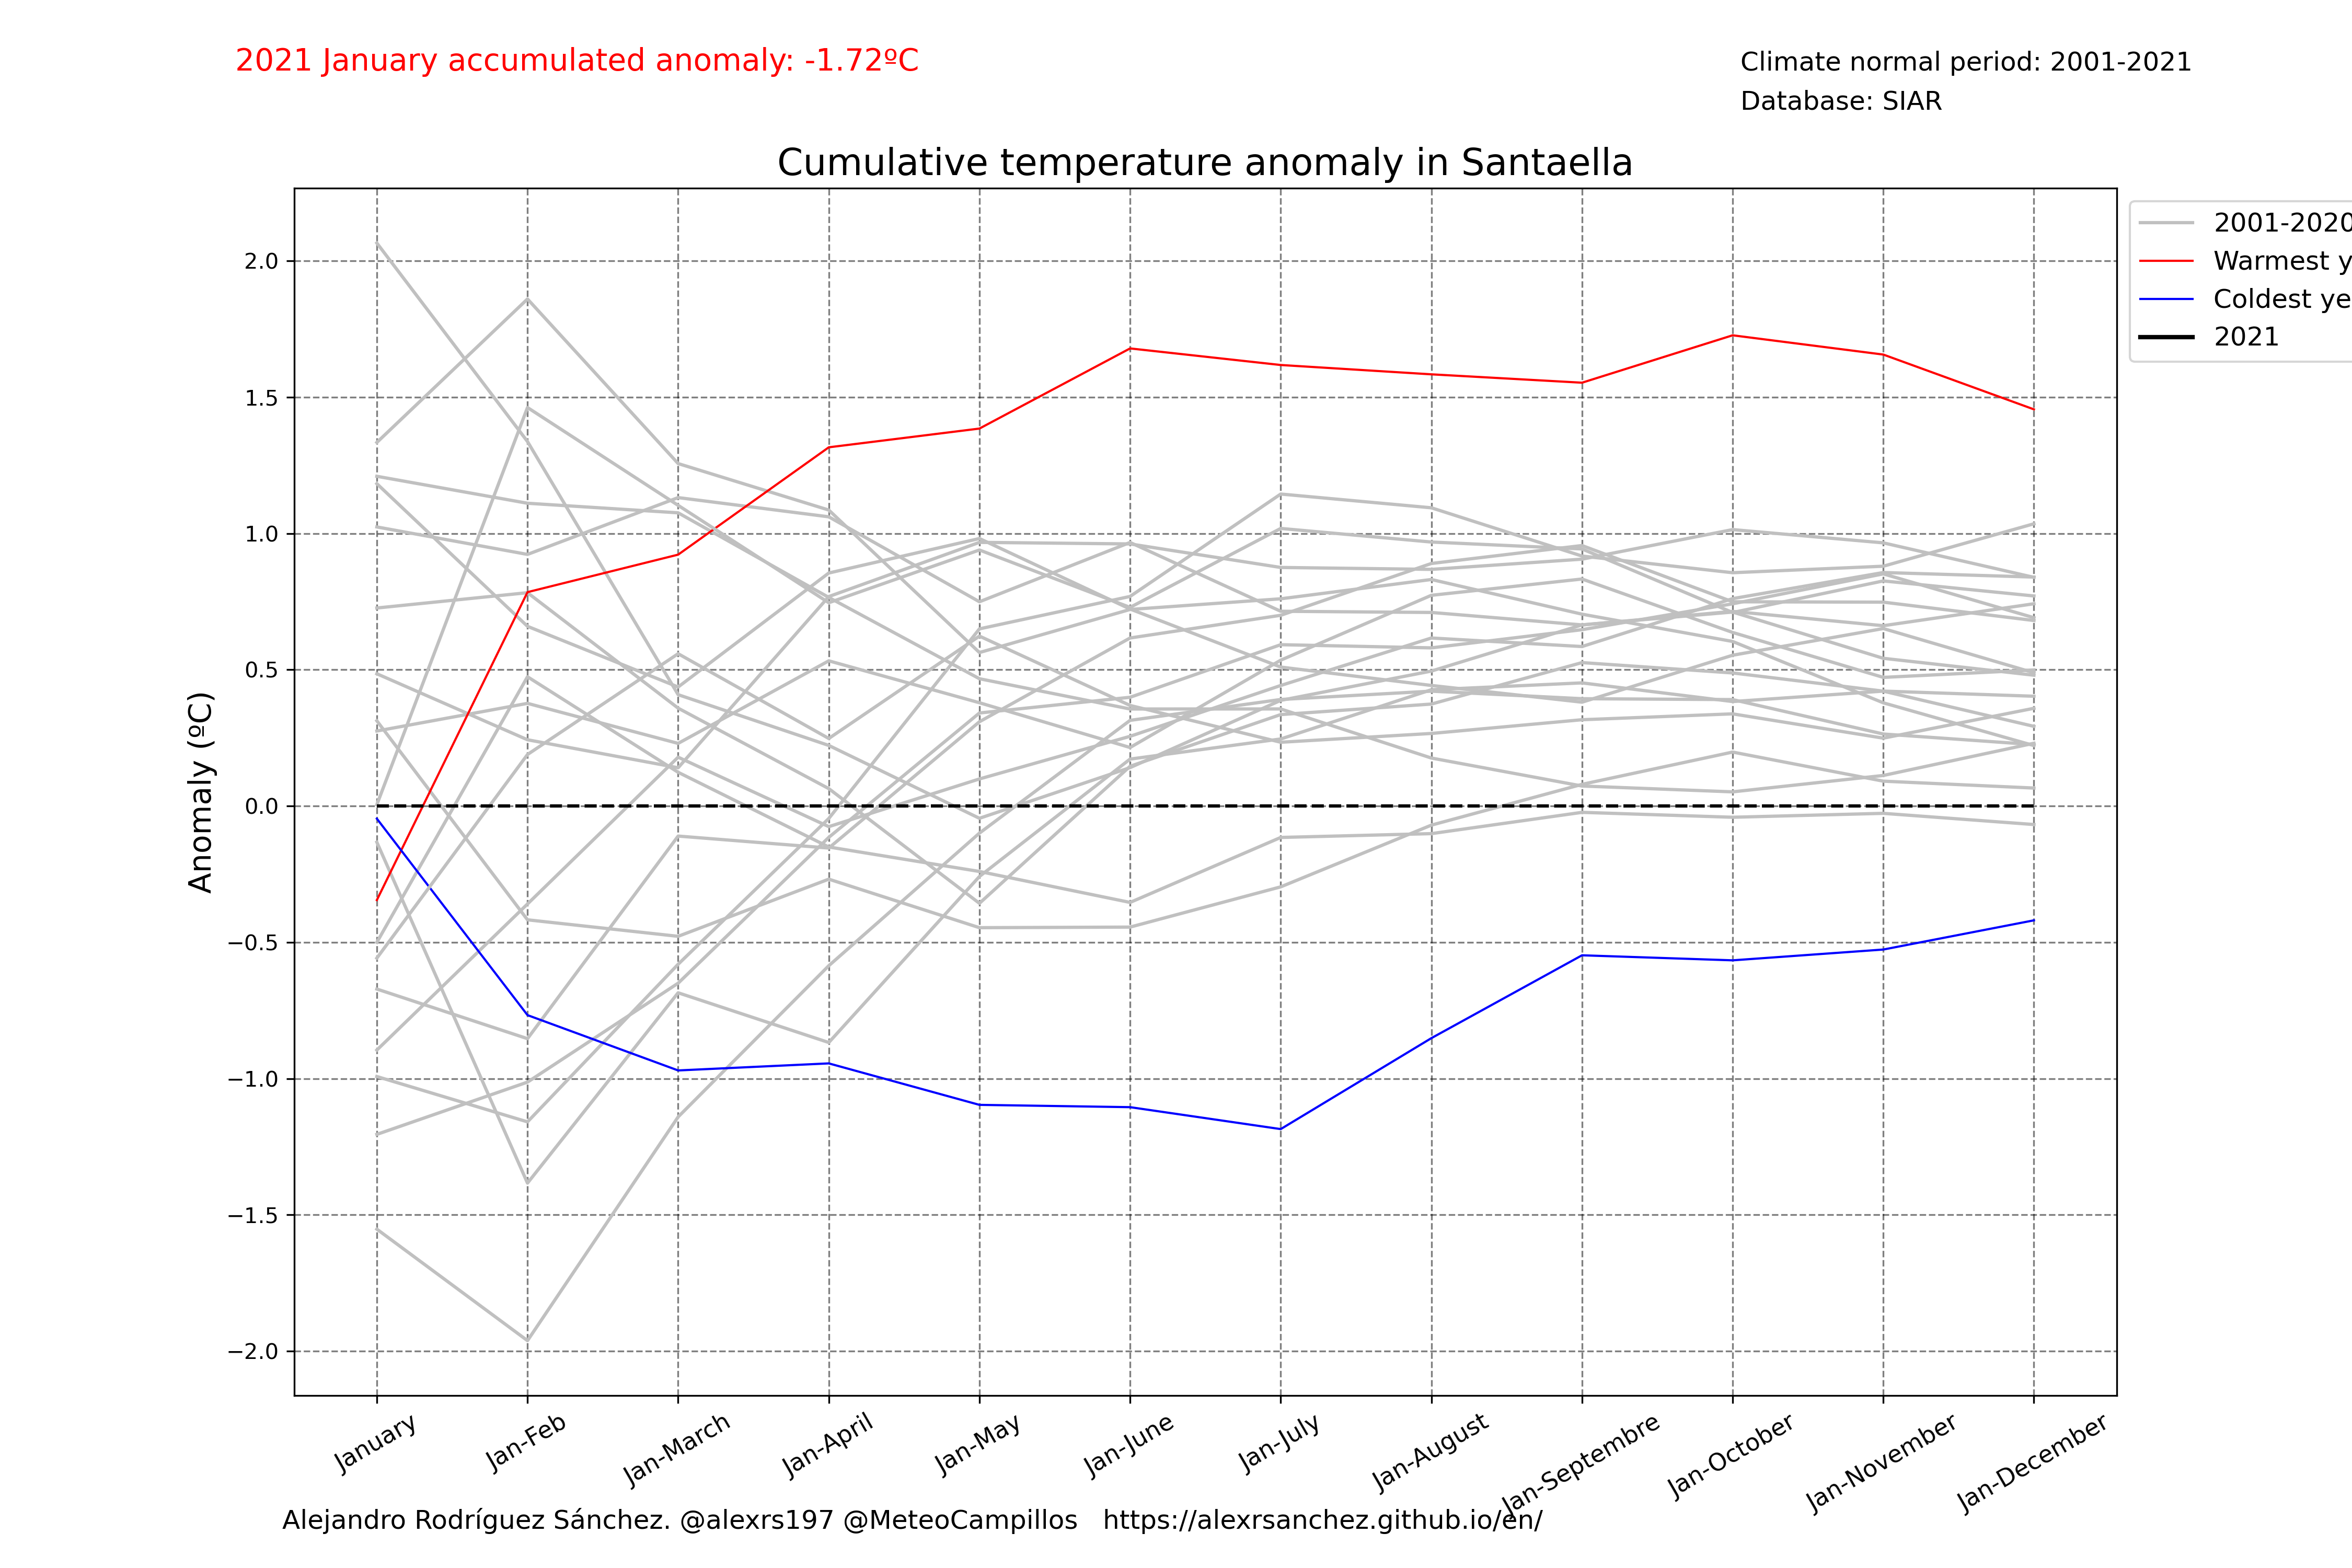 2021 January accumulated anomaly: -1.72ºC
Climate normal period: 2001-2021
Database: SIAR
Cumulative temperature anomaly in Santaella
2001-2020
Warmest y
Coldest ye
2021
Anomaly (ºC)
2.0
1.5
1.0
0.5
0.0
−0.5
−1.0
−1.5
−2.0
January
Jan-Feb
Jan-March
Jan-April
Jan-May
Jan-June
Jan-July
Jan-August
Jan-Septembre
Jan-October
Jan-November
Jan-December
Alejandro Rodríguez Sánchez. @alexrs197 @MeteoCampillos   https://alexrsanchez.github.io/en/